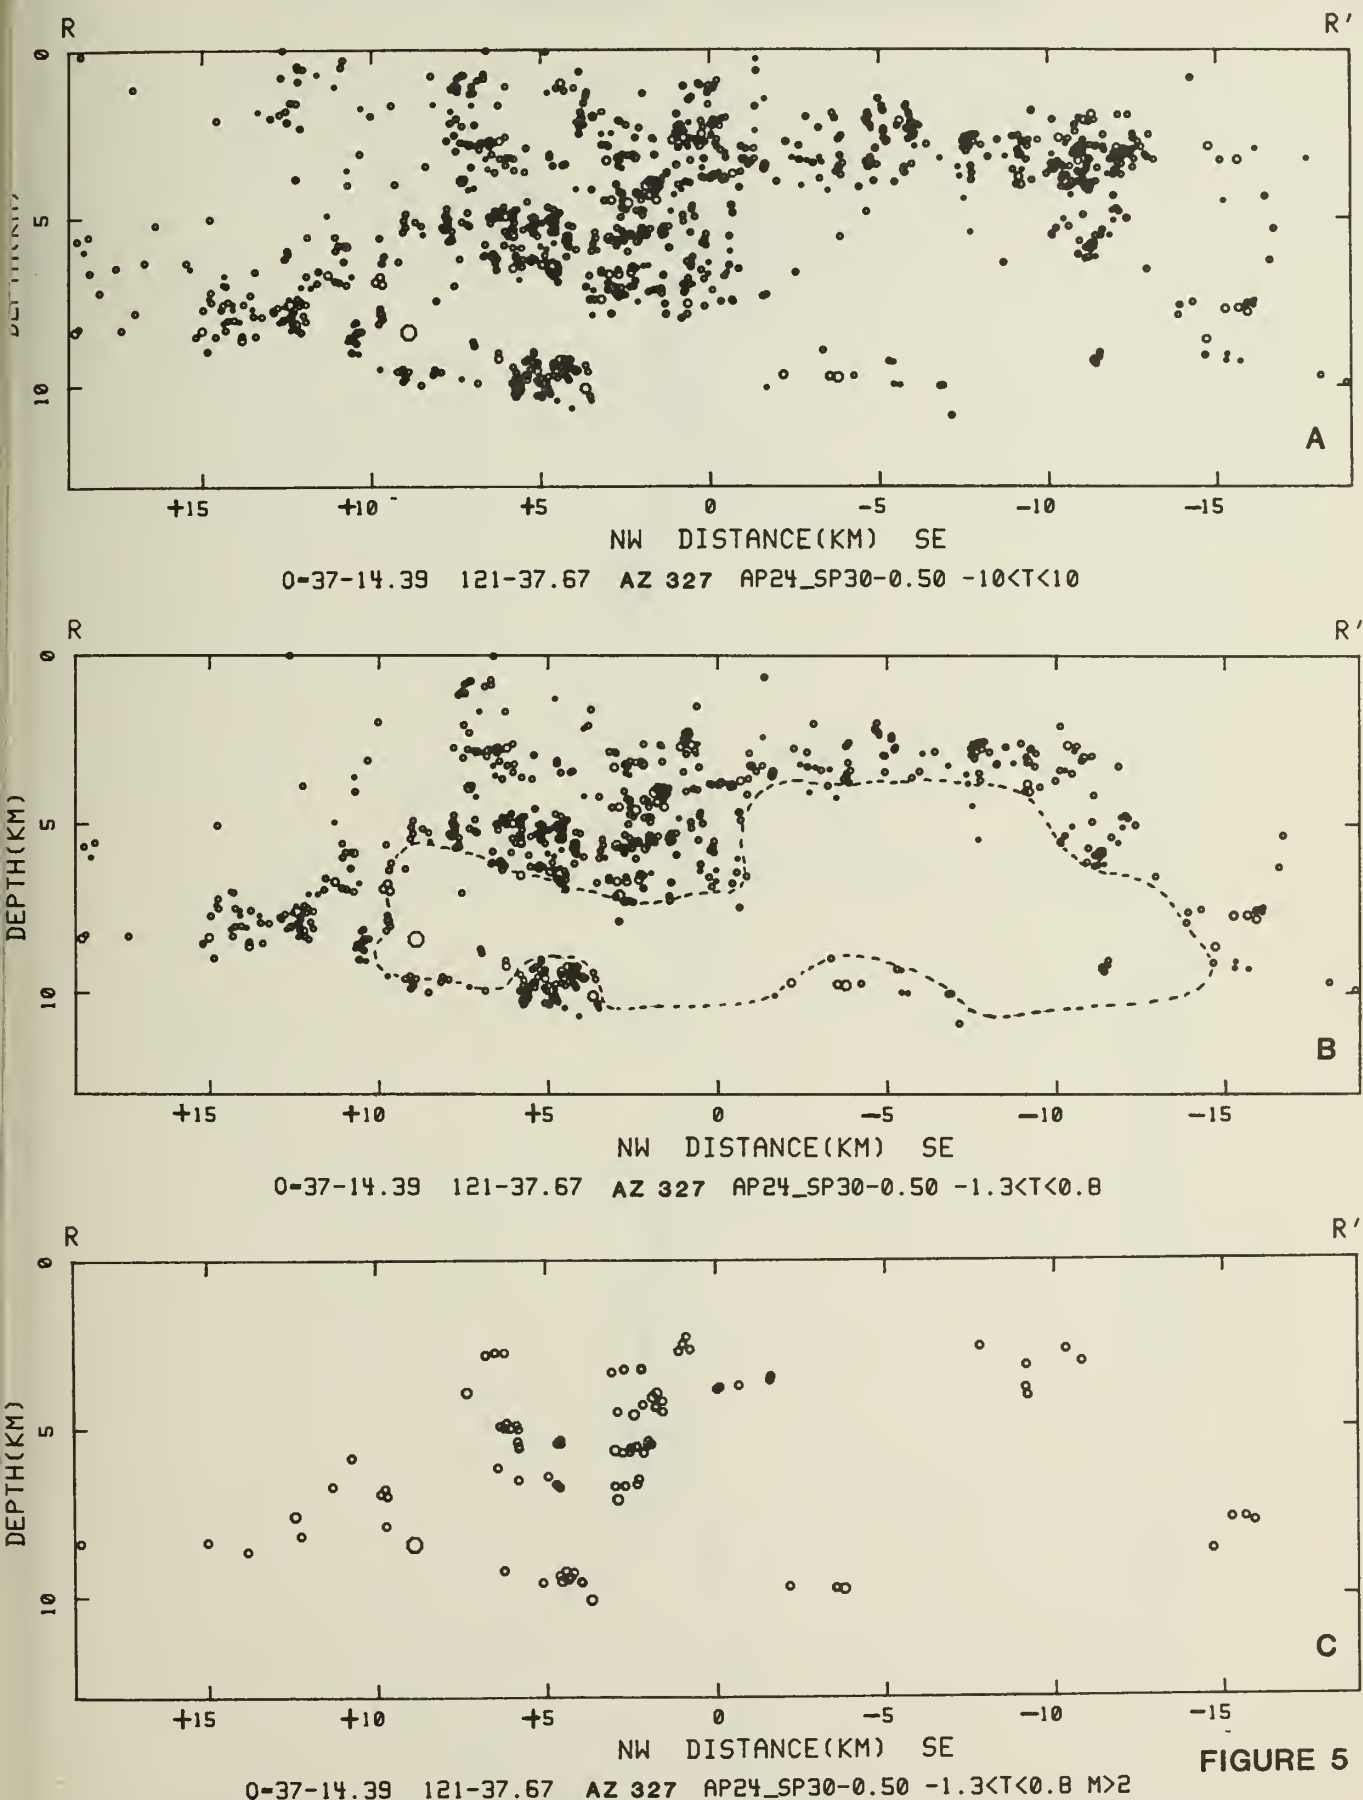 R R'
0
5
10
DEPTH(KM)
A
+15 +10 +5 0 -5 -10 -15
NW DISTANCE(KM) SE
O=37-14.39 121-37.67 AZ 327 AP24_SP30-0.50 -10<T<10
R R'
0
5
10
DEPTH(KM)
B
+15 +10 +5 0 -5 -10 -15
NW DISTANCE(KM) SE
O=37-14.39 121-37.67 AZ 327 AP24_SP30-0.50 -1.3<T<0.8
R R'
0
5
10
DEPTH(KM)
C
+15 +10 +5 0 -5 -10 -15
NW DISTANCE(KM) SE
FIGURE 5
O=37-14.39 121-37.67 AZ 327 AP24_SP30-0.50 -1.3<T<0.8 M>2